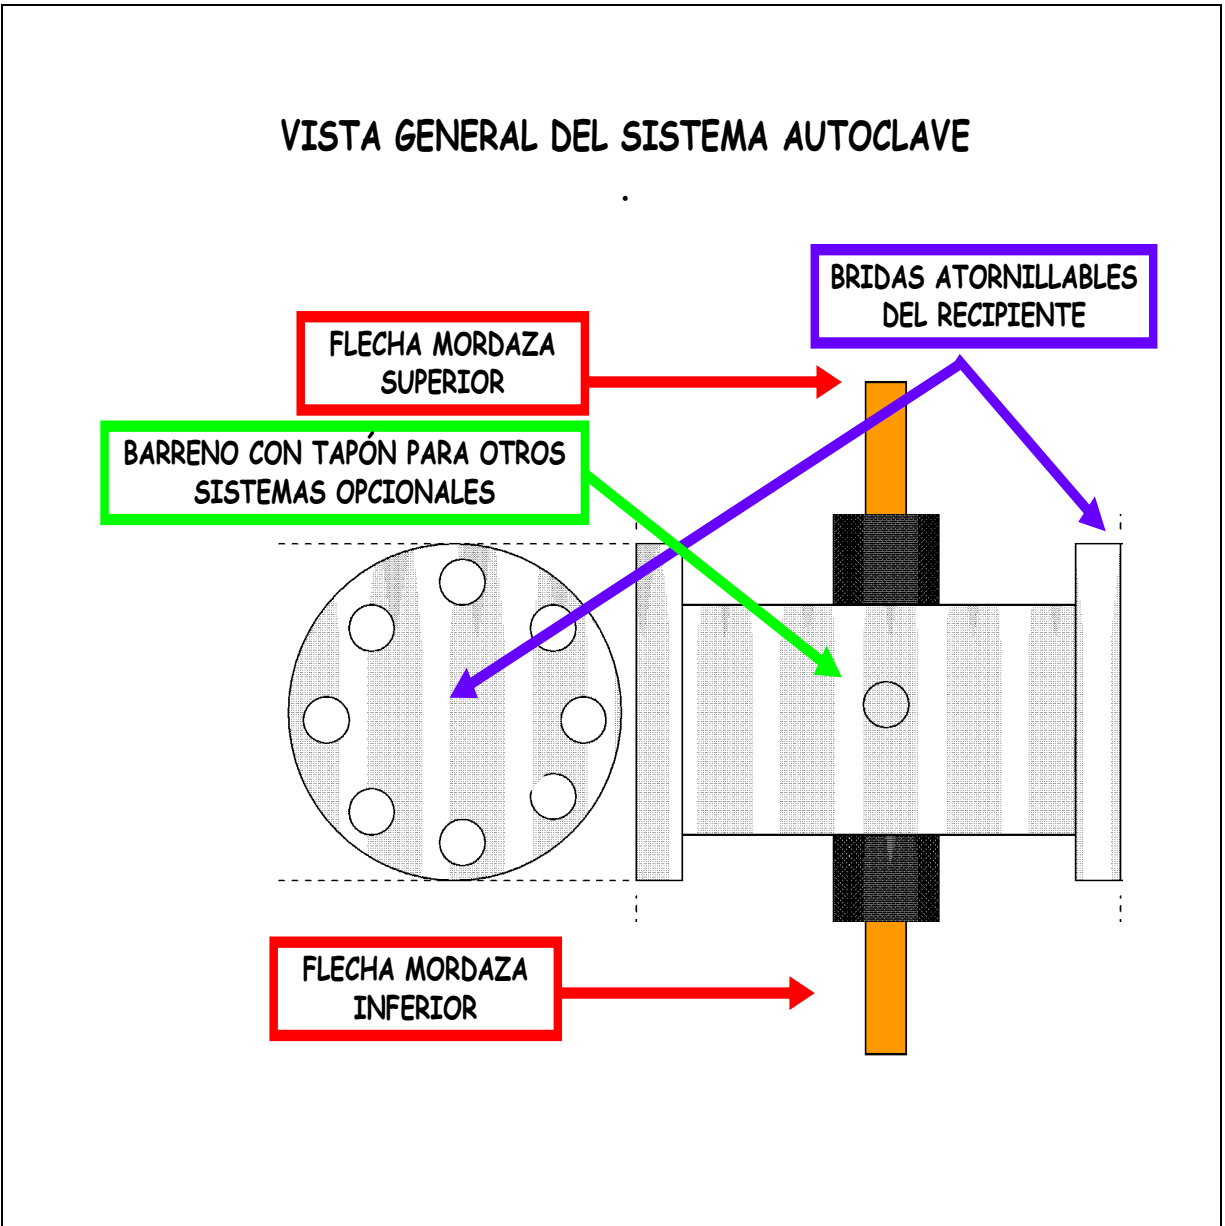 VISTA GENERAL DEL SISTEMA AUTOCLAVE
.
BRIDAS ATORNILLABLES
DEL RECIPIENTE
FLECHA MORDAZA
SUPERIOR
BARRENO CON TAPÓN PARA OTROS
SISTEMAS OPCIONALES
FLECHA MORDAZA
INFERIOR